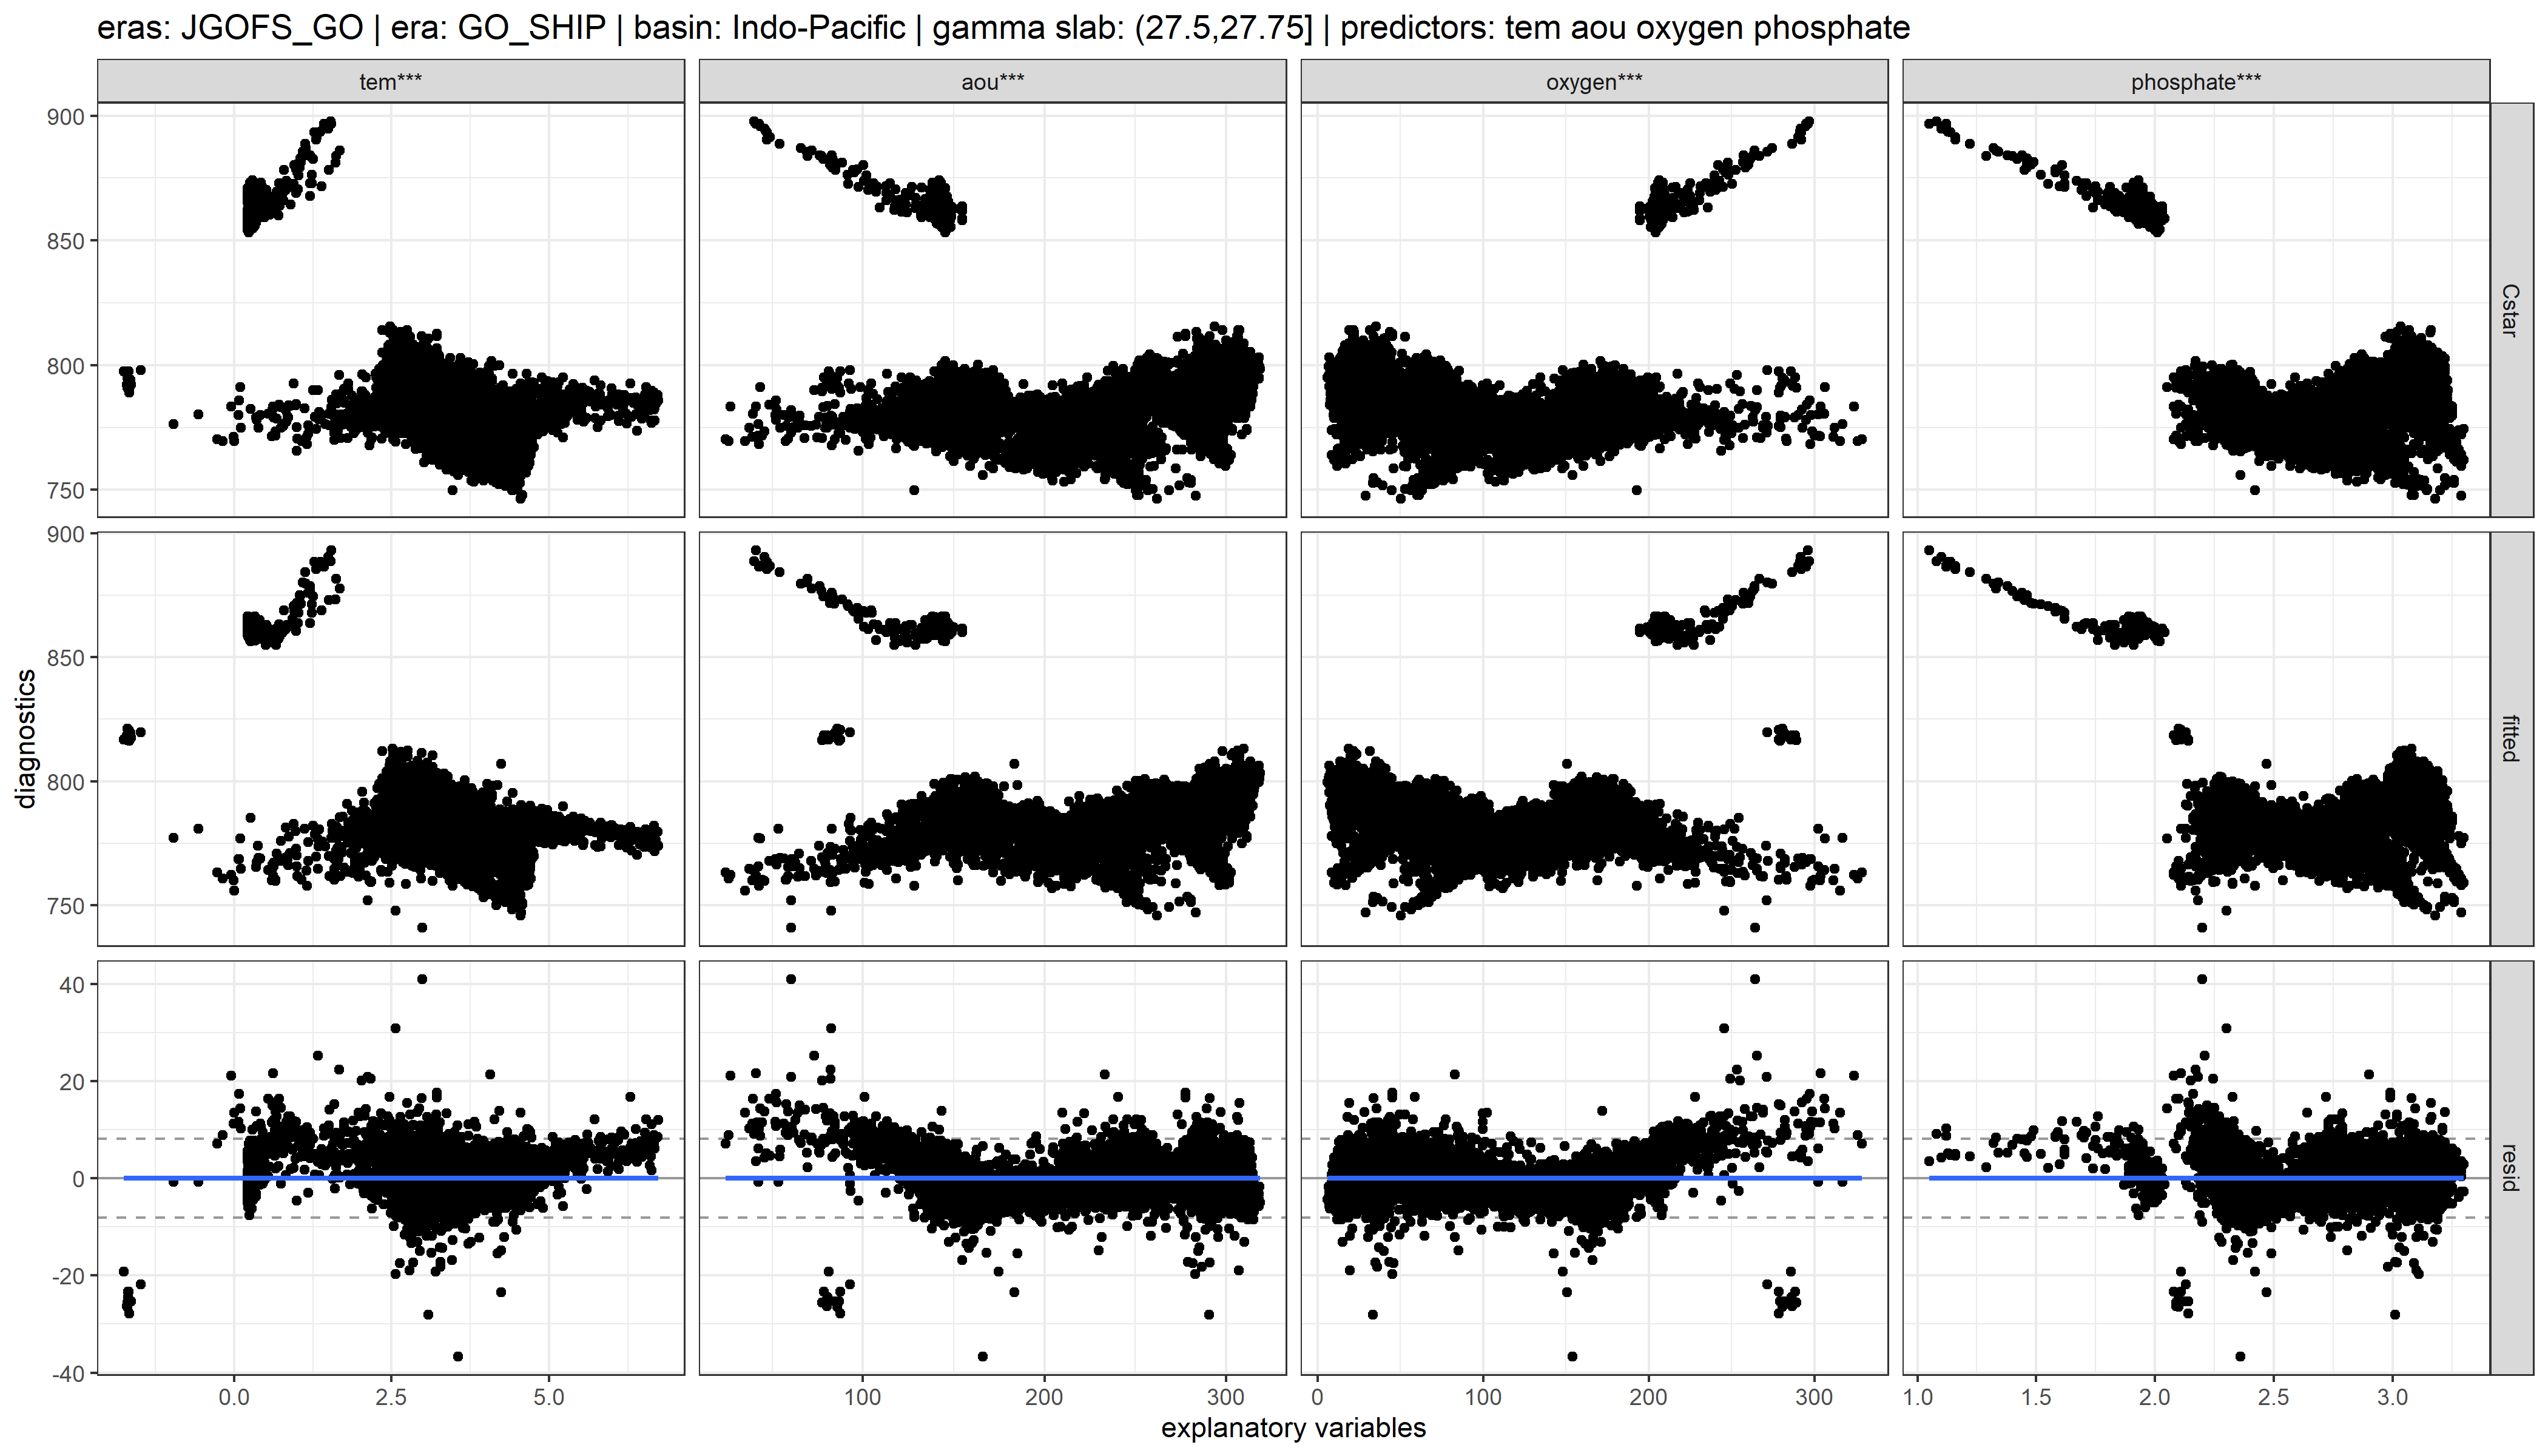 eras: JGOFS_GO | era: GO_SHIP | basin: Indo-Pacific | gamma slab: (27.5,27.75] | predictors: tem aou oxygen phosphate
tem*** aou*** oxygen*** phosphate***
900
850
800
750
Cstar
900
850
800
750
fitted
diagnostics
40
20
0
-20
-40
resid
0.0 2.5 5.0 100 200 300 0 100 200 300 1.0 1.5 2.0 2.5 3.0
explanatory variables